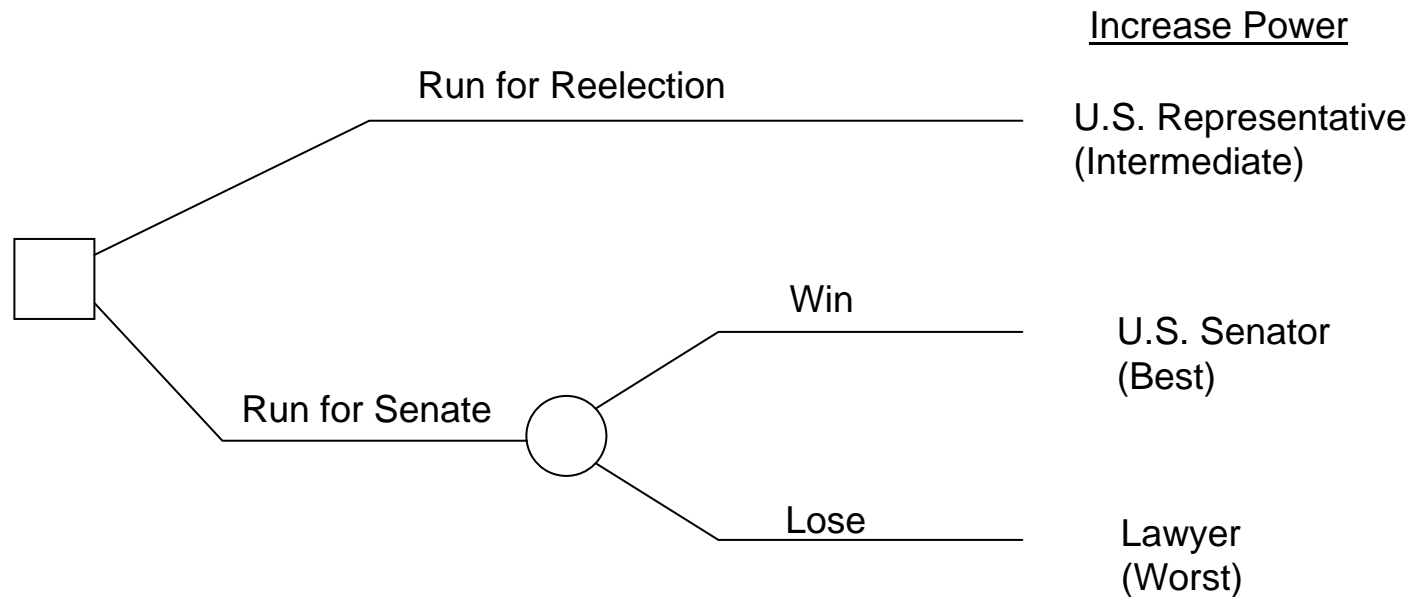 Increase Power
Run for Reelection
U.S. Representative
(Intermediate)
Win
U.S. Senator
(Best)
Run for Senate
Lose
Lawyer
(Worst)